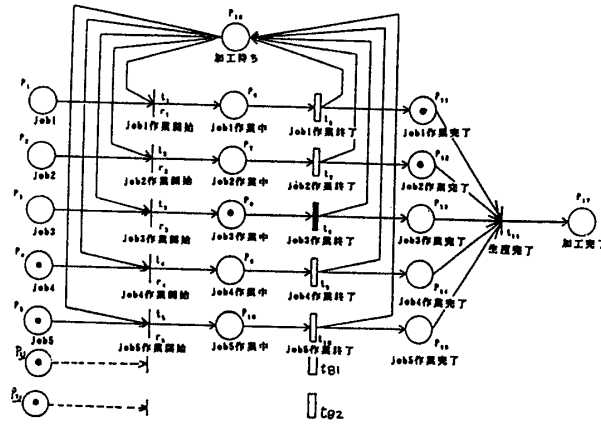 P₁₆
加工待ち
P₁ t₁ P₆ P₁₁
job1 r₁ job1作業開始 job1作業中 t₆ job1作業終了 job1作業完了
P₂ t₂ P₇ P₁₂
job2 r₂ job2作業開始 job2作業中 t₇ job2作業終了 job2作業完了
P₃ t₃ P₈ P₁₃ P₁₇
job3 r₃ job3作業開始 job3作業中 t₈ job3作業終了 job3作業完了 t₁₁ 生産完了 加工完了
P₄ t₄ P₉ P₁₄
job4 r₄ job4作業開始 job4作業中 t₉ job4作業終了 job4作業完了
P₅ t₅ P₁₀ P₁₅
job5 r₅ job5作業開始 job5作業中 t₁₀ job5作業終了 job5作業完了
tB1
tB2